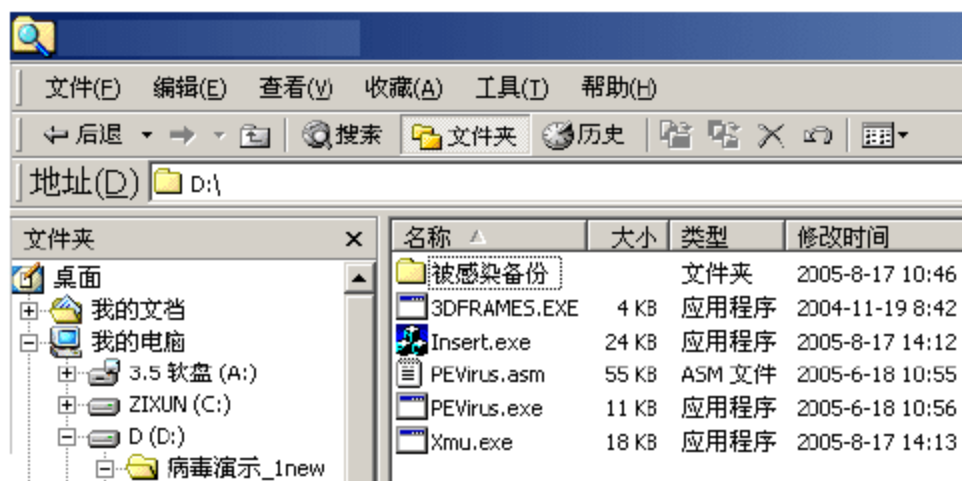 文件(F) 编辑(E) 查看(V) 收藏(A) 工具(T) 帮助(H)
后退 搜索 文件夹 历史
地址(D) D:\
文件夹 × 名称 大小 类型 修改时间
桌面 被感染备份 文件夹 2005-8-17 10:46
我的文档 3DFRAMES.EXE 4 KB 应用程序 2004-11-19 8:42
我的电脑 Insert.exe 24 KB 应用程序 2005-8-17 14:12
3.5 软盘 (A:) PEVirus.asm 55 KB ASM 文件 2005-6-18 10:55
ZIXUN (C:) PEVirus.exe 11 KB 应用程序 2005-6-18 10:56
D (D:) Xmu.exe 18 KB 应用程序 2005-8-17 14:13
病毒演示_1new